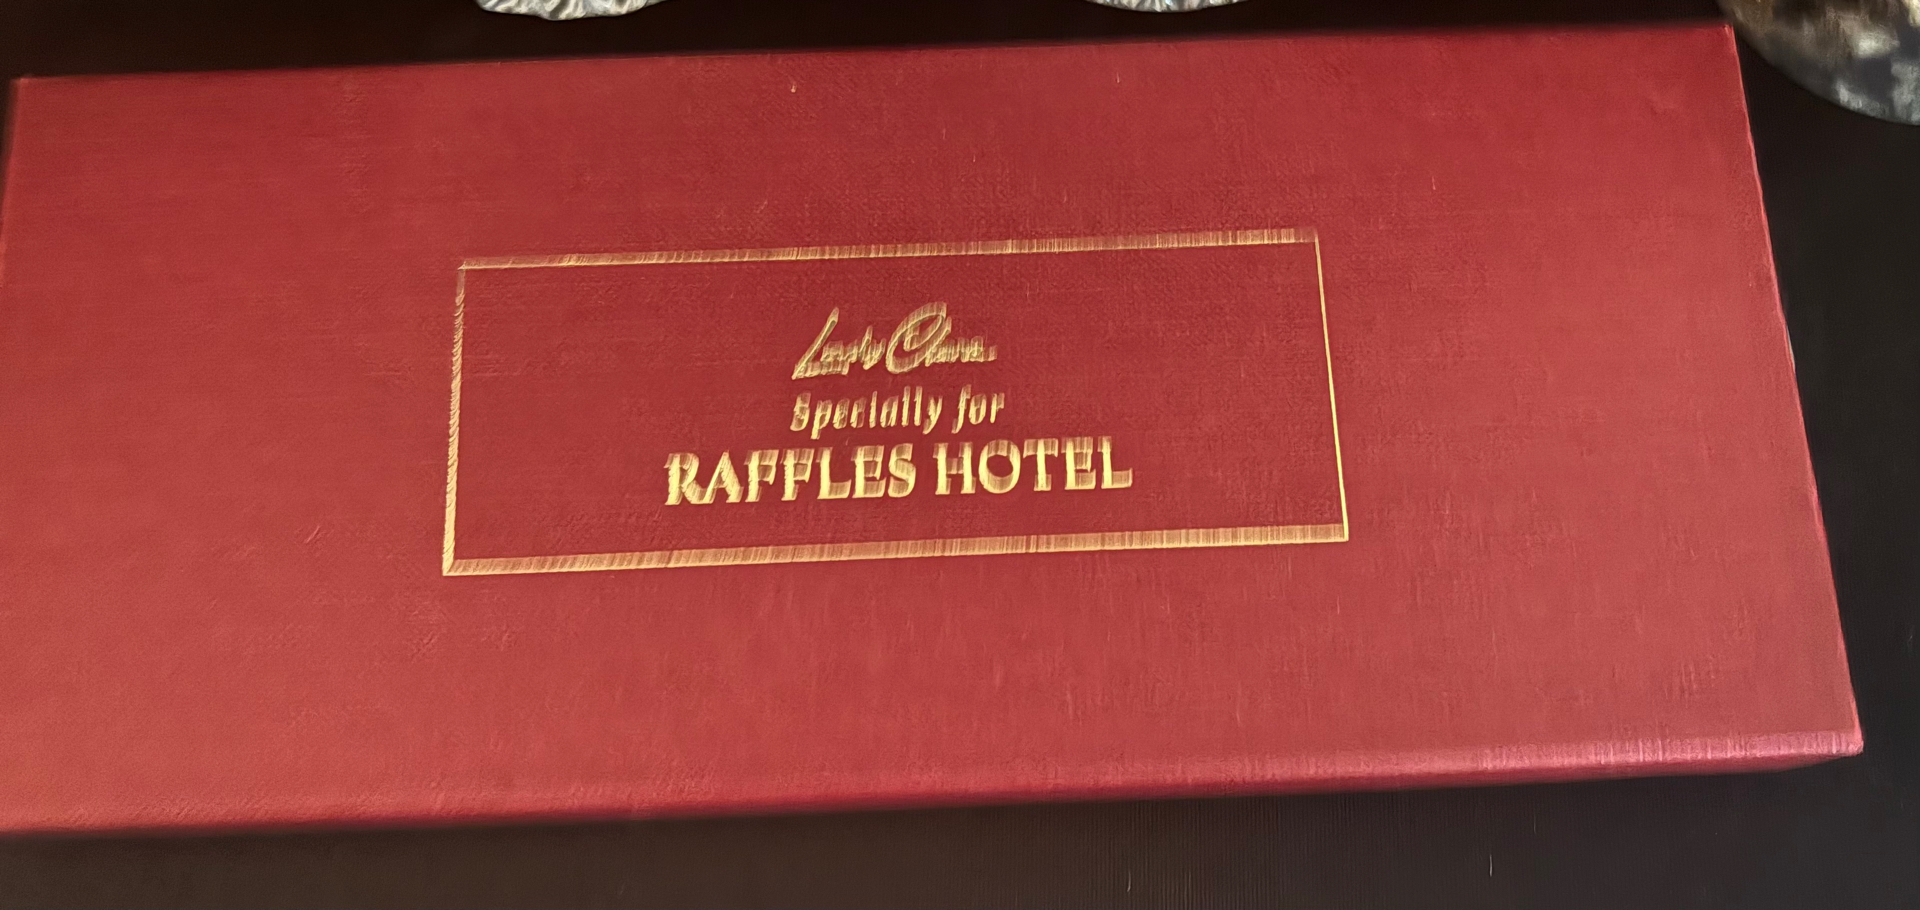 Specially for
RAFFLES HOTEL